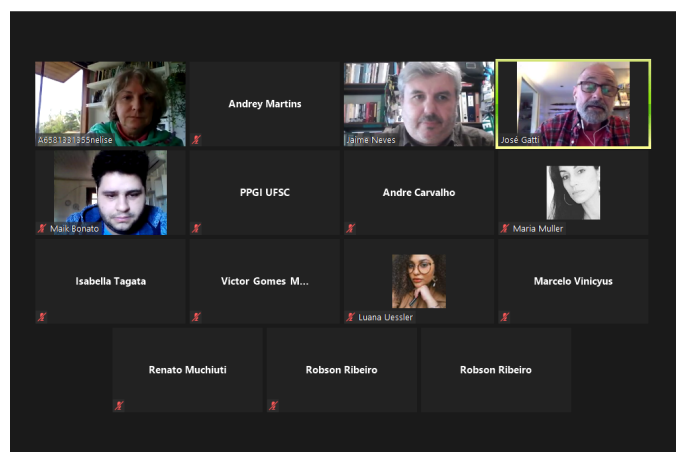 A6581331355nelise
Andrey Martins
Jaime Neves
José Gatti
Maik Bonato
PPGI UFSC
Andre Carvalho
Maria Muller
Isabella Tagata
Victor Gomes M...
Luana Uessler
Marcelo Vinicyus
Renato Muchiuti
Robson Ribeiro
Robson Ribeiro